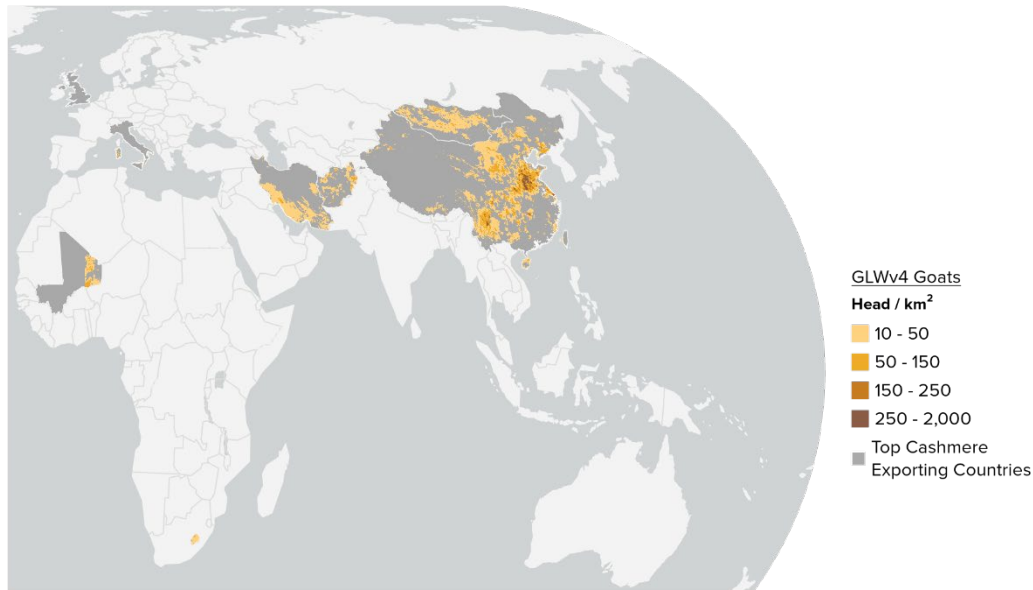 GLWv4 Goats
Head / km²
10 - 50
50 - 150
150 - 250
250 - 2,000
Top Cashmere
Exporting Countries